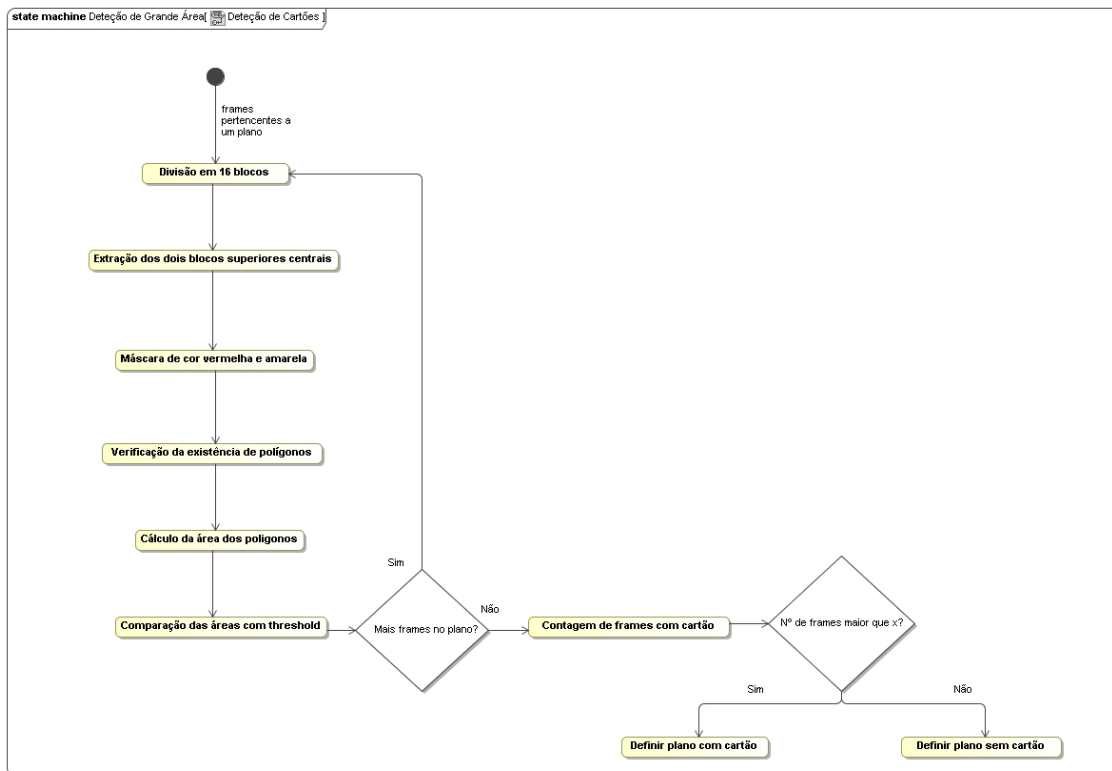 state machine Deteção de Grande Área[ Deteção de Cartões ]
frames
pertencentes a
um plano
Divisão em 16 blocos
Extração dos dois blocos superiores centrais
Máscara de cor vermelha e amarela
Verificação da existência de polígonos
Cálculo da área dos poligonos
Comparação das áreas com threshold
Sim
Mais frames no plano?
Não
Contagem de frames com cartão
Nº de frames maior que x?
Sim
Não
Definir plano com cartão
Definir plano sem cartão